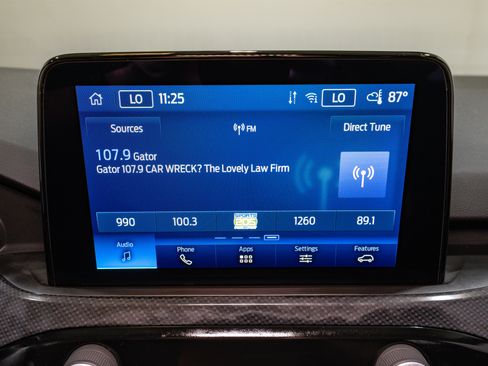 LO 11:25 LO 87°
Sources FM Direct Tune
107.9 Gator
Gator 107.9 CAR WRECK? The Lovely Law Firm
990 100.3 SPORTS 1260 89.1
Audio Phone Apps Settings Features